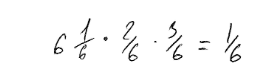 6 1/6 · 2/6 · 3/6 = 1/6